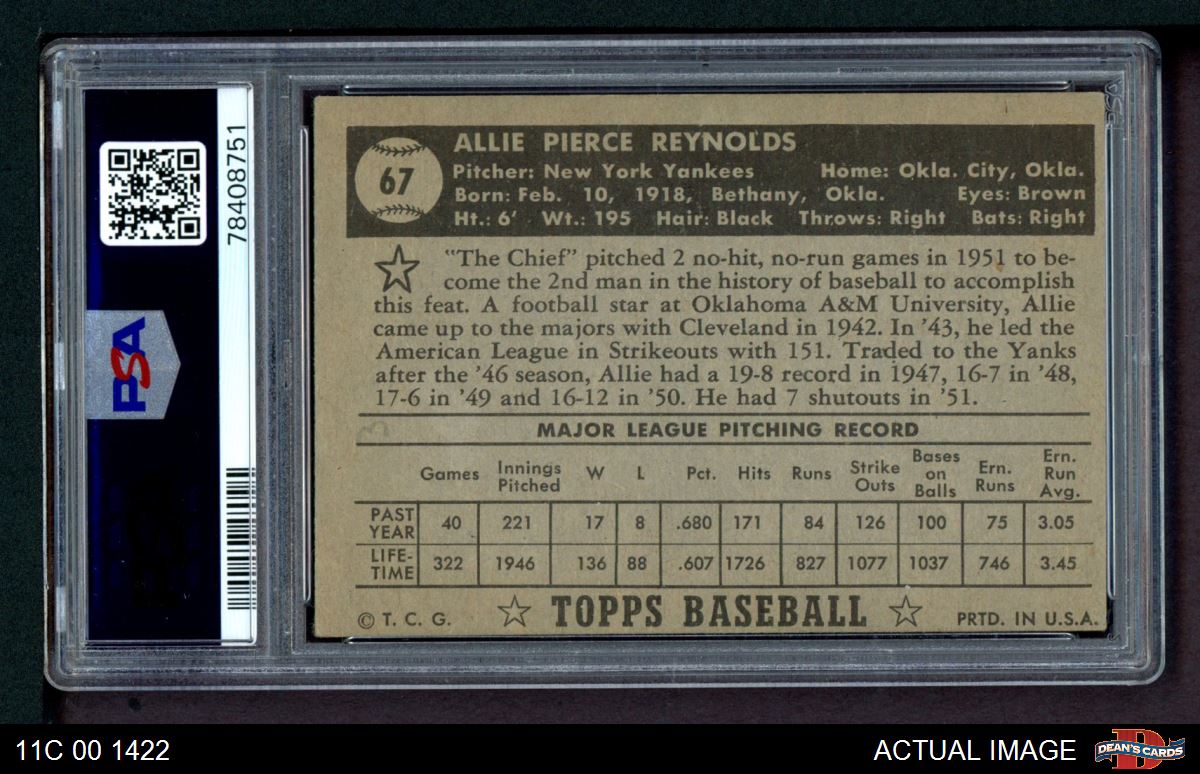 78408751
PSA
67
ALLIE PIERCE REYNOLDS
Pitcher: New York Yankees Home: Okla. City, Okla.
Born: Feb. 10, 1918, Bethany, Okla. Eyes: Brown
Ht.: 6' Wt.: 195 Hair: Black Throws: Right Bats: Right
"The Chief" pitched 2 no-hit, no-run games in 1951 to be-
come the 2nd man in the history of baseball to accomplish
this feat. A football star at Oklahoma A&M University, Allie
came up to the majors with Cleveland in 1942. In '43, he led the
American League in Strikeouts with 151. Traded to the Yanks
after the '46 season, Allie had a 19-8 record in 1947, 16-7 in '48,
17-6 in '49 and 16-12 in '50. He had 7 shutouts in '51.
MAJOR LEAGUE PITCHING RECORD
Games Innings Pitched W L Pct. Hits Runs Strike Outs Bases on Balls Ern. Runs Ern. Run Avg.
PAST YEAR 40 221 17 8 .680 171 84 126 100 75 3.05
LIFE-TIME 322 1946 136 88 .607 1726 827 1077 1037 746 3.45
© T. C. G. TOPPS BASEBALL PRTD. IN U.S.A.
11C 00 1422 ACTUAL IMAGE DEAN'S CARDS